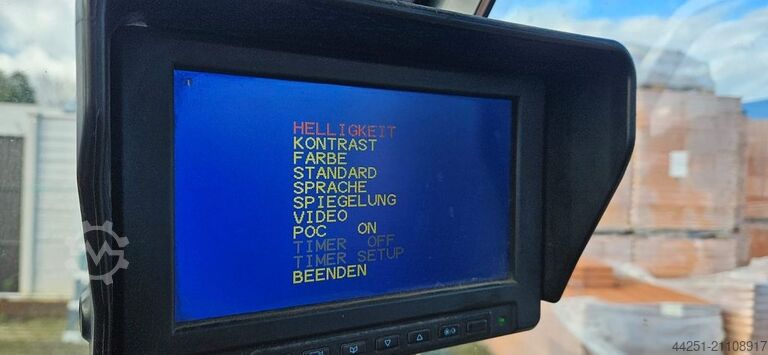 HELLIGKEIT
KONTRAST
FARBE
STANDARD
SPRACHE
SPIEGELUNG
VIDEO
POC ON
TIMER OFF
TIMER SETUP
BEENDEN
44251-21108917